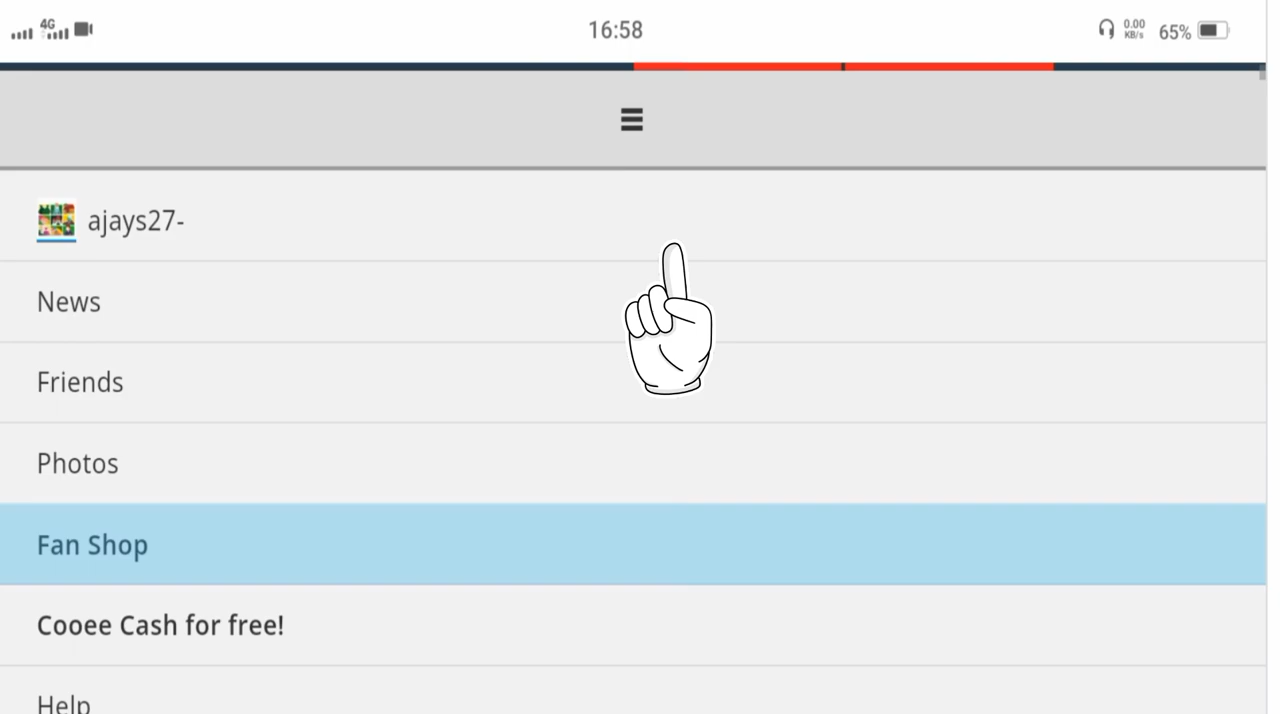 4G
16:58
0.00
KB/s
65%
ajays27-
News
Friends
Photos
Fan Shop
Cooee Cash for free!
Help